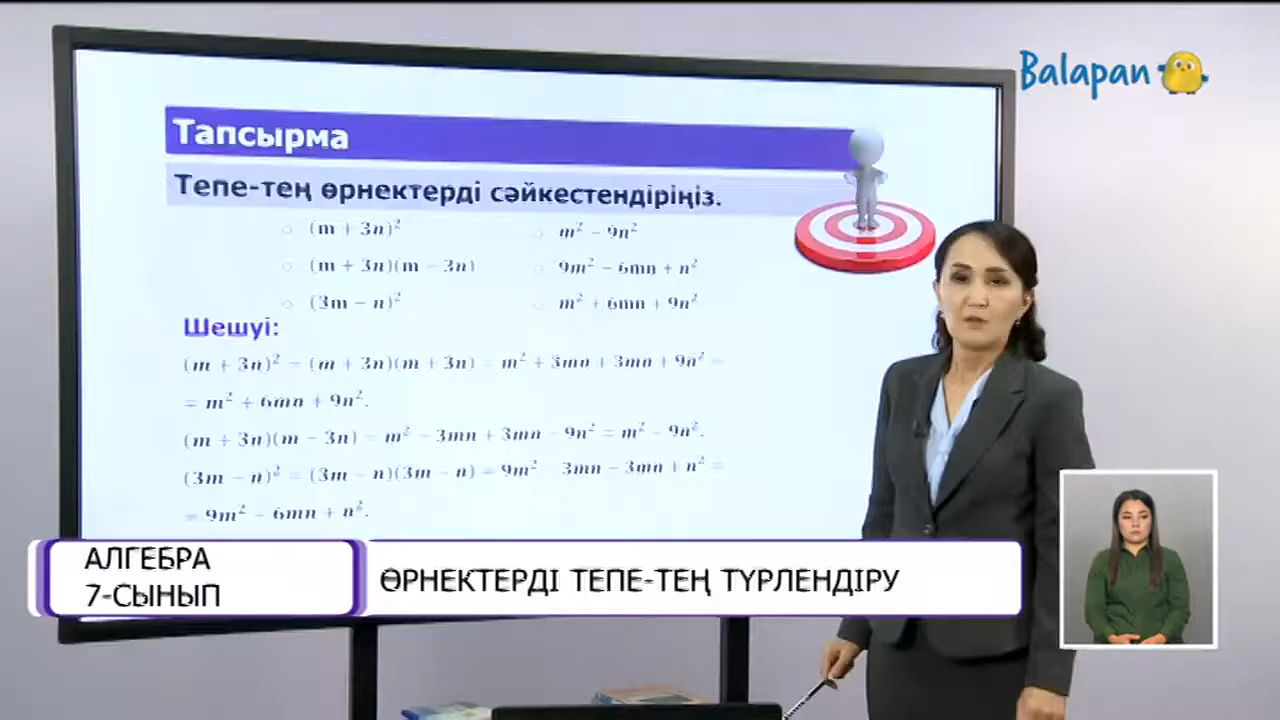 Balapan
Тапсырма
Тепе-тең өрнектерді сәйкестендіріңіз.
(m + 3n)² m² − 9n²
(m + 3n)(m − 3n) 9m² − 6mn + n²
(3m − n)² m² + 6mn + 9n²
Шешуі:
(m + 3n)² = (m + 3n)(m + 3n) = m² + 3mn + 3mn + 9n² =
= m² + 6mn + 9n².
(m + 3n)(m − 3n) = m² − 3mn + 3mn − 9n² = m² − 9n².
(3m − n)² = (3m − n)(3m − n) = 9m² − 3mn − 3mn + n² =
= 9m² − 6mn + n².
АЛГЕБРА
7-СЫНЫП
ӨРНЕКТЕРДІ ТЕПЕ-ТЕҢ ТҮРЛЕНДІРУ